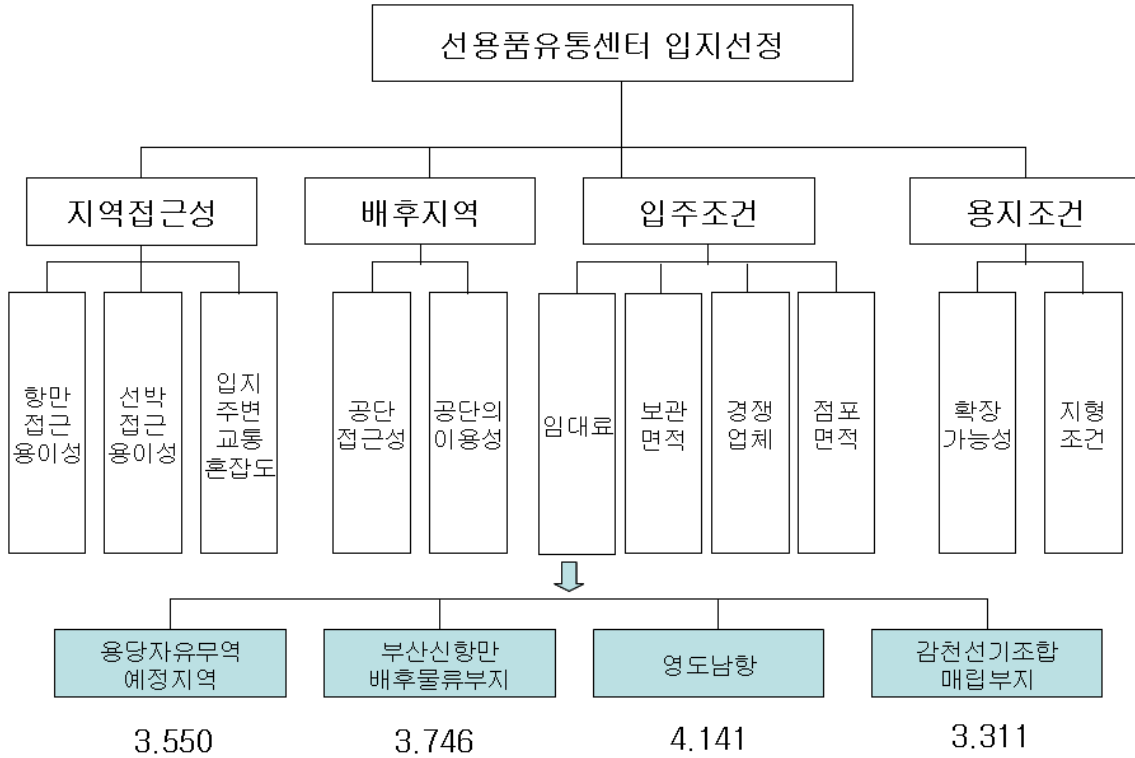 선용품유통센터 입지선정
지역접근성
배후지역
입주조건
용지조건
항만
접근
용이성
선박
접근
용이성
입지
주변
교통
혼잡도
공단
접근성
공단의
이용성
임대료
보관
면적
경쟁
업체
점포
면적
확장
가능성
지형
조건
용당자유무역
예정지역
부산신항만
배후물류부지
영도남항
감천선기조합
매립부지
3.550
3.746
4.141
3.311